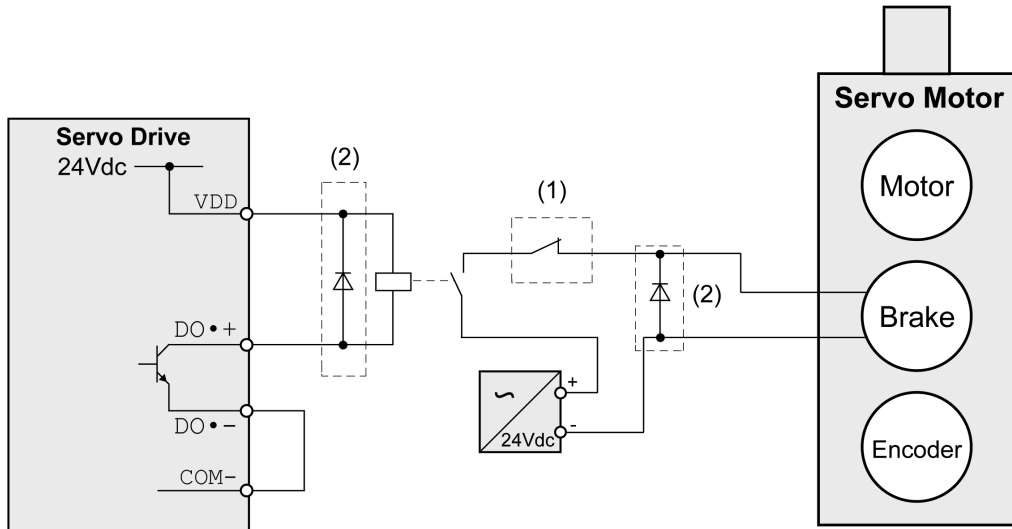 Servo Drive
24Vdc
VDD
DO•+
DO•-
COM-
(2)
(1)
(2)
+
-
24Vdc
Servo Motor
Motor
Brake
Encoder